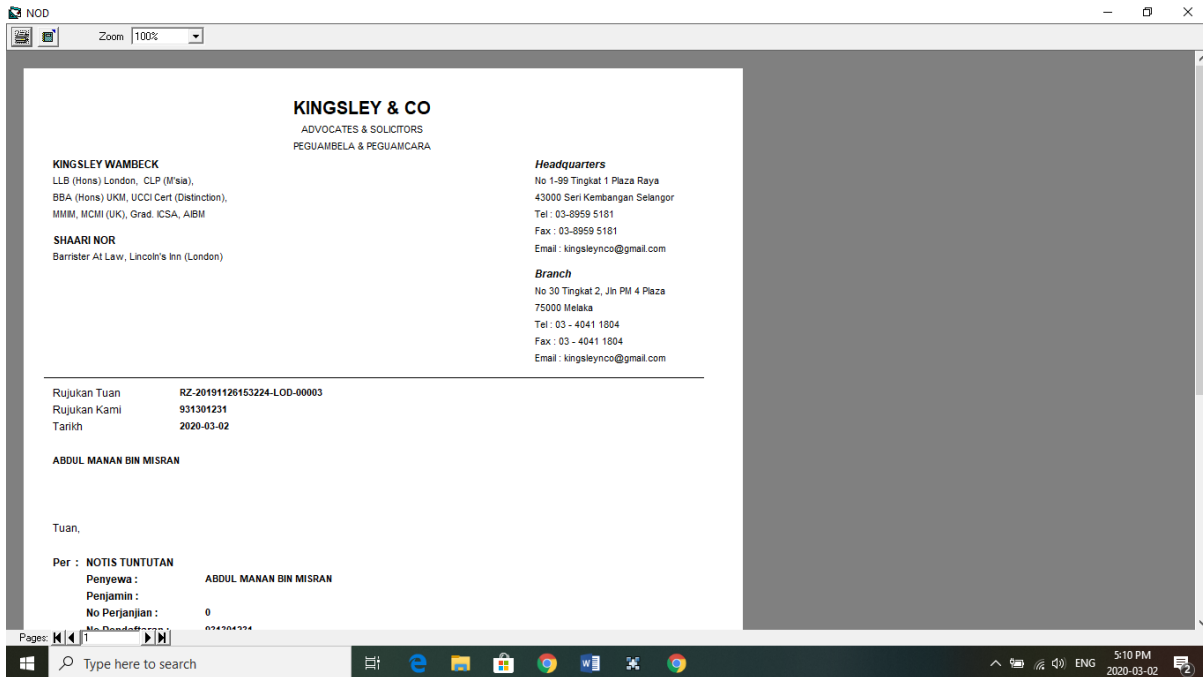 NOD
Zoom 100%
KINGSLEY & CO
ADVOCATES & SOLICITORS
PEGUAMBELA & PEGUAMCARA
KINGSLEY WAMBECK
LLB (Hons) London, CLP (M'sia),
BBA (Hons) UKM, UCCI Cert (Distinction),
MMIM, MCMI (UK), Grad. ICSA, AIBM
SHAARI NOR
Barrister At Law, Lincoln's Inn (London)
Headquarters
No 1-99 Tingkat 1 Plaza Raya
43000 Seri Kembangan Selangor
Tel : 03-8959 5181
Fax : 03-8959 5181
Email : kingsleynco@gmail.com
Branch
No 30 Tingkat 2, Jln PM 4 Plaza
75000 Melaka
Tel : 03 - 4041 1804
Fax : 03 - 4041 1804
Email : kingsleynco@gmail.com
Rujukan Tuan RZ-20191126153224-LOD-00003
Rujukan Kami 931301231
Tarikh 2020-03-02
ABDUL MANAN BIN MISRAN
Tuan,
Per : NOTIS TUNTUTAN
Penyewa : ABDUL MANAN BIN MISRAN
Penjamin :
No Perjanjian : 0
No Pendaftaran : 931301231
Pages: 1
Type here to search
ENG
5:10 PM
2020-03-02
2